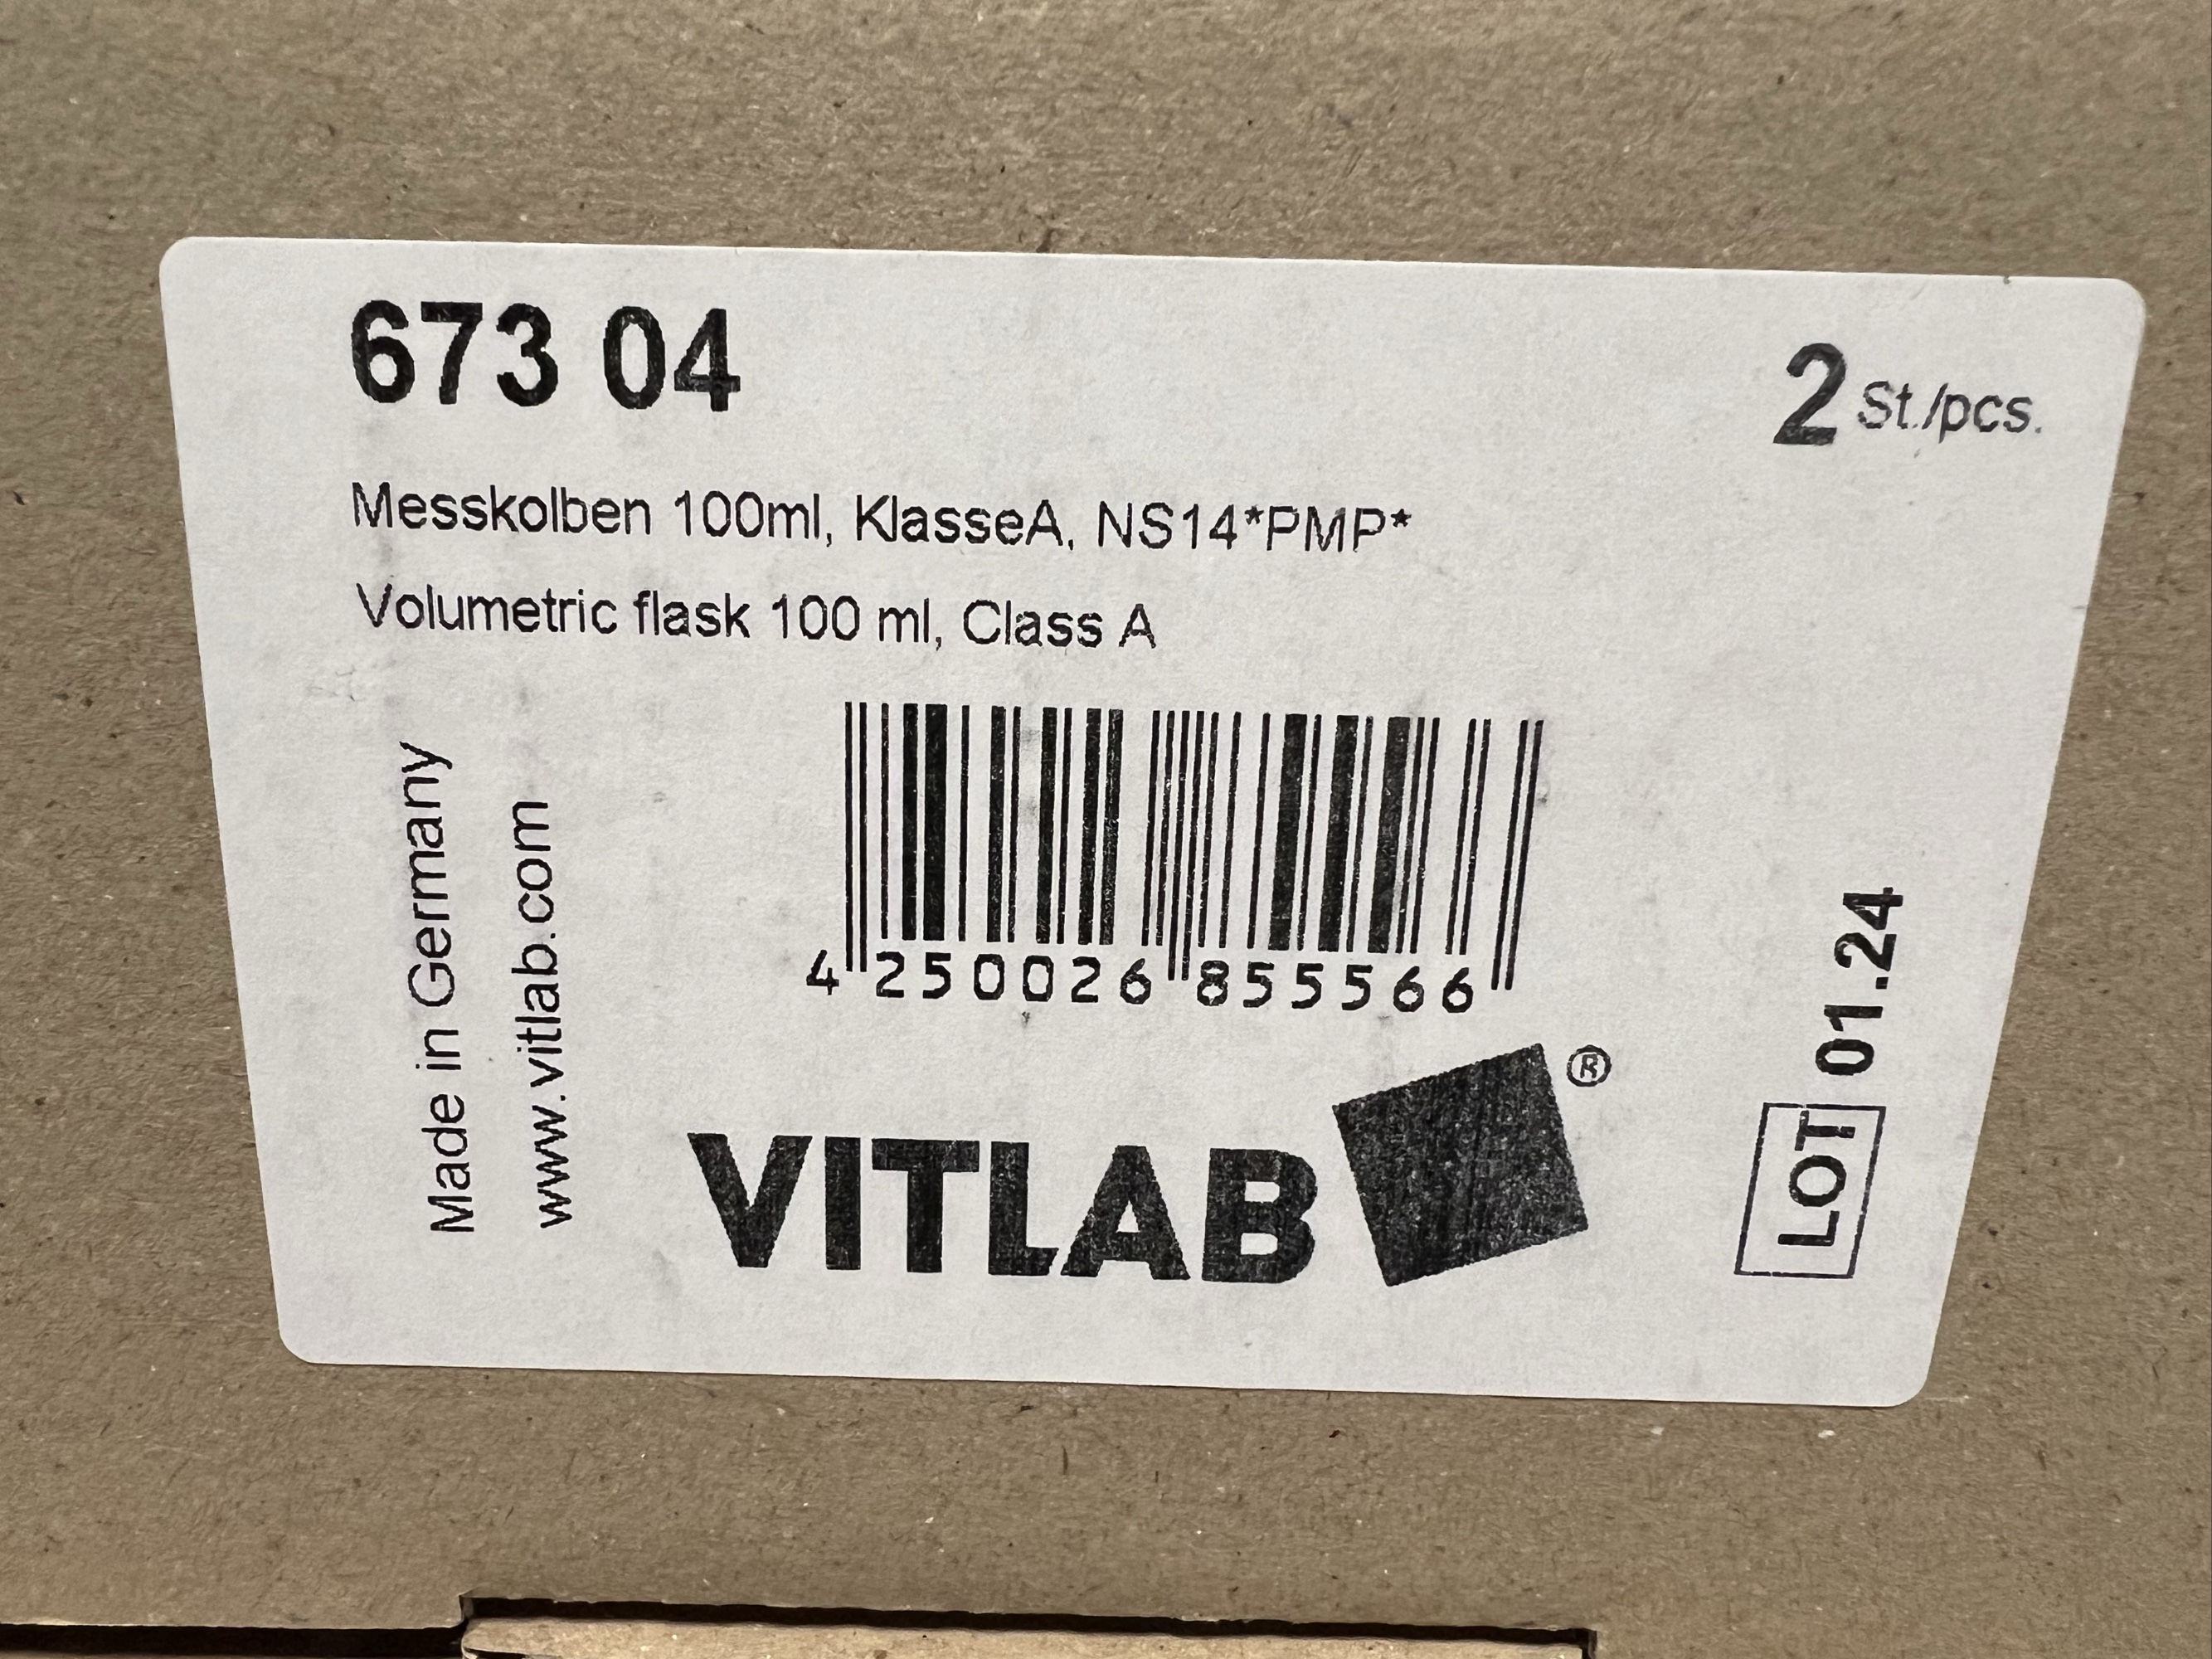 673 04
2 St./pcs.
Messkolben 100ml, KlasseA, NS14*PMP*
Volumetric flask 100 ml, Class A
Made in Germany
www.vitlab.com
4 250026 855566
VITLAB ®
LOT 01.24